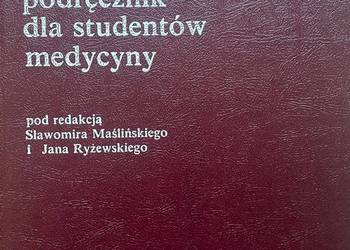 podręcznik
dla studentów
medycyny
pod redakcją
Sławomira Maślińskiego
i Jana Ryżewskiego